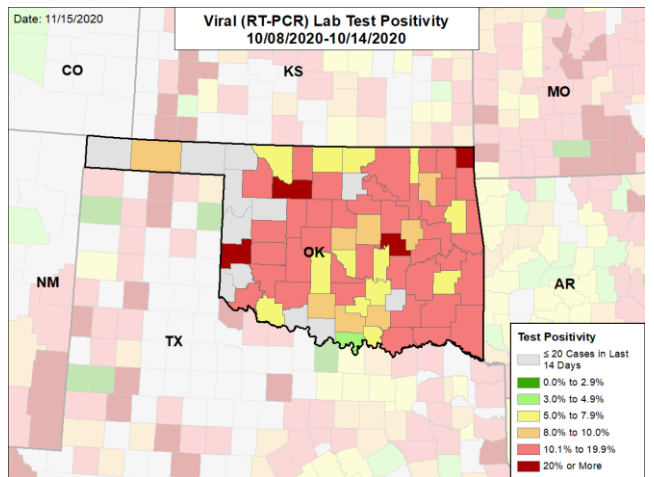 Date: 11/15/2020
Viral (RT-PCR) Lab Test Positivity
10/08/2020-10/14/2020
CO
KS
MO
OK
NM
AR
TX
Test Positivity
≤ 20 Cases in Last
14 Days
0.0% to 2.9%
3.0% to 4.9%
5.0% to 7.9%
8.0% to 10.0%
10.1% to 19.9%
20% or More